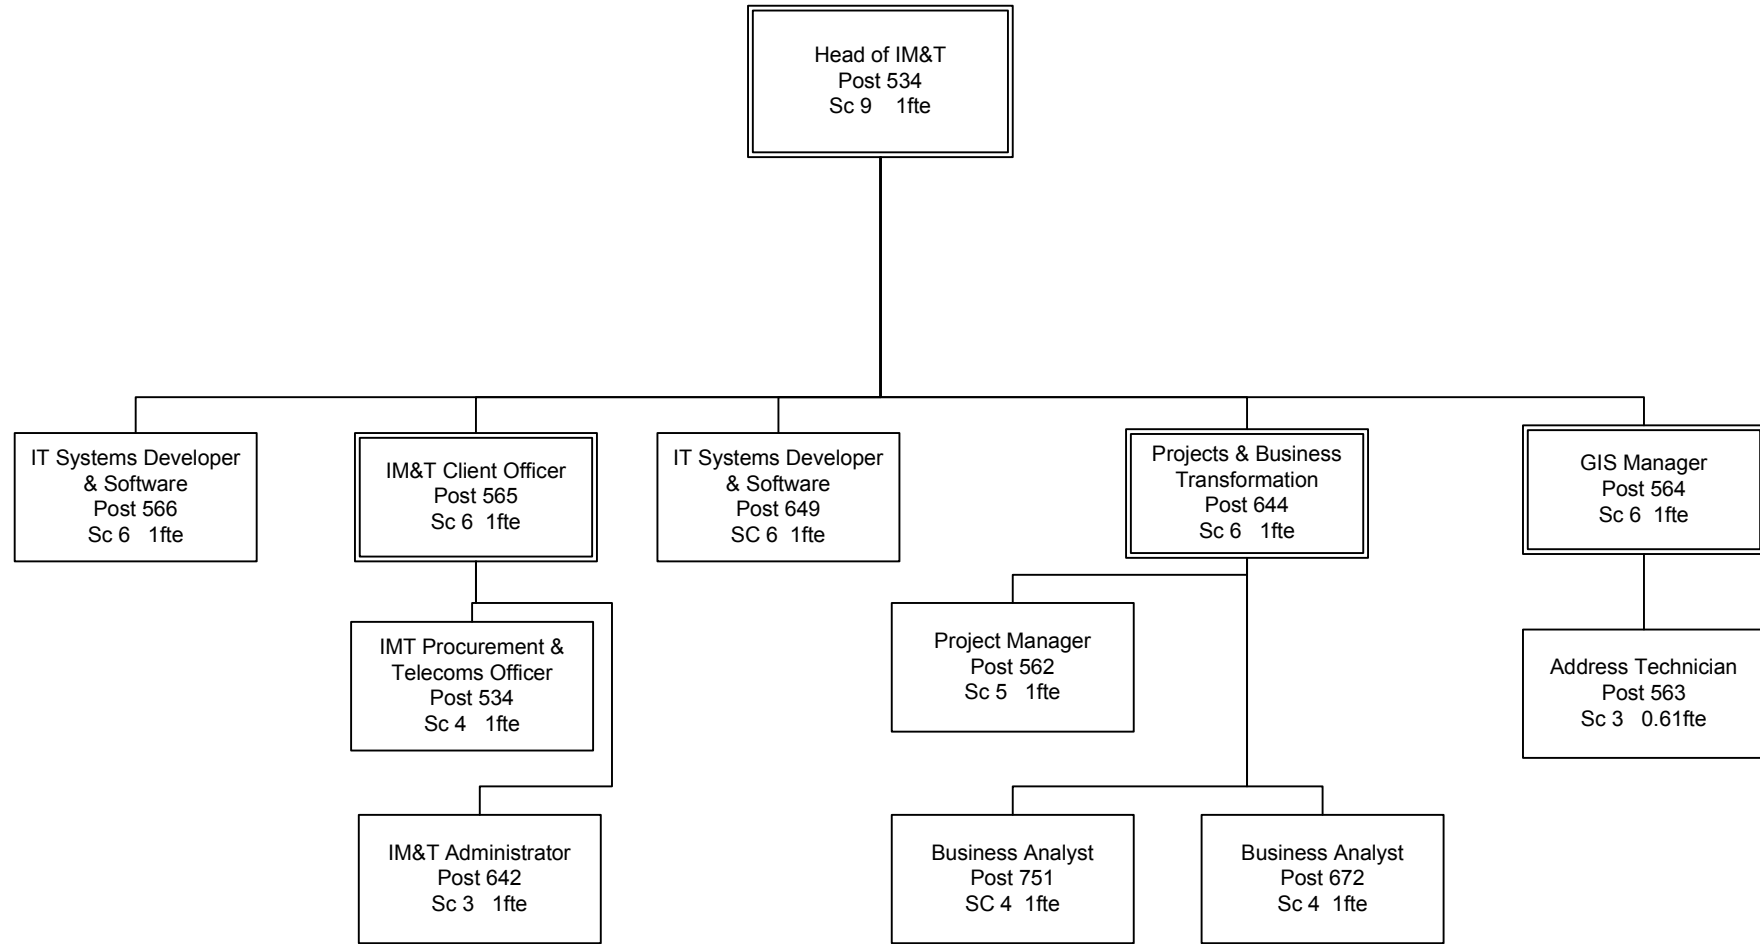 Head of IM&T
Post 534
Sc 9 1fte
IT Systems Developer
& Software
Post 566
Sc 6 1fte
IM&T Client Officer
Post 565
Sc 6 1fte
IT Systems Developer
& Software
Post 649
SC 6 1fte
Projects & Business
Transformation
Post 644
Sc 6 1fte
GIS Manager
Post 564
Sc 6 1fte
IMT Procurement &
Telecoms Officer
Post 534
Sc 4 1fte
Project Manager
Post 562
Sc 5 1fte
Address Technician
Post 563
Sc 3 0.61fte
IM&T Administrator
Post 642
Sc 3 1fte
Business Analyst
Post 751
SC 4 1fte
Business Analyst
Post 672
Sc 4 1fte